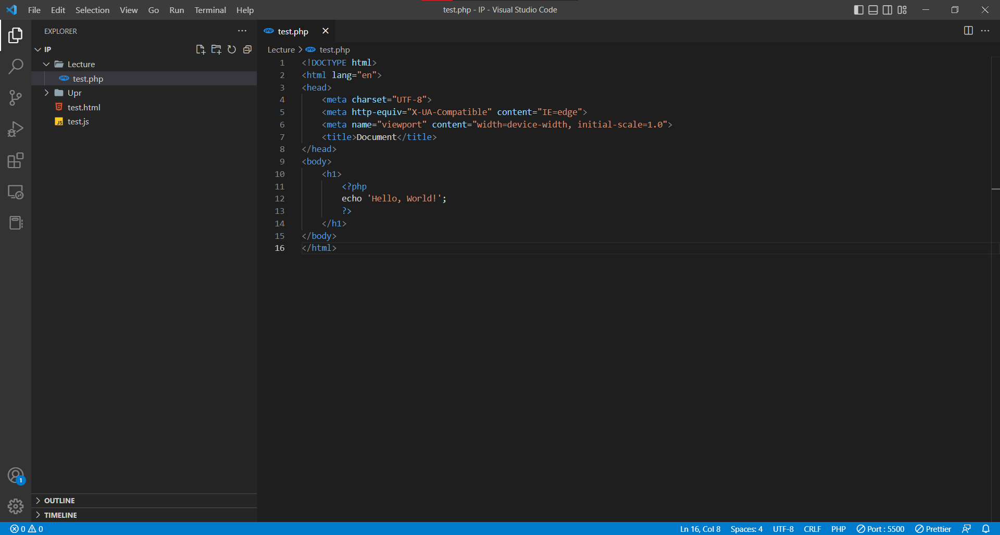 File Edit Selection View Go Run Terminal Help
test.php - IP - Visual Studio Code
EXPLORER
IP
Lecture
php test.php
Upr
test.html
JS test.js
OUTLINE
TIMELINE
php test.php
Lecture > php test.php
1 <!DOCTYPE html>
2 <html lang="en">
3 <head>
4 <meta charset="UTF-8">
5 <meta http-equiv="X-UA-Compatible" content="IE=edge">
6 <meta name="viewport" content="width=device-width, initial-scale=1.0">
7 <title>Document</title>
8 </head>
9 <body>
10 <h1>
11 <?php
12 echo 'Hello, World!';
13 ?>
14 </h1>
15 </body>
16 </html>
1
0 0
Ln 16, Col 8 Spaces: 4 UTF-8 CRLF PHP Port : 5500 Prettier